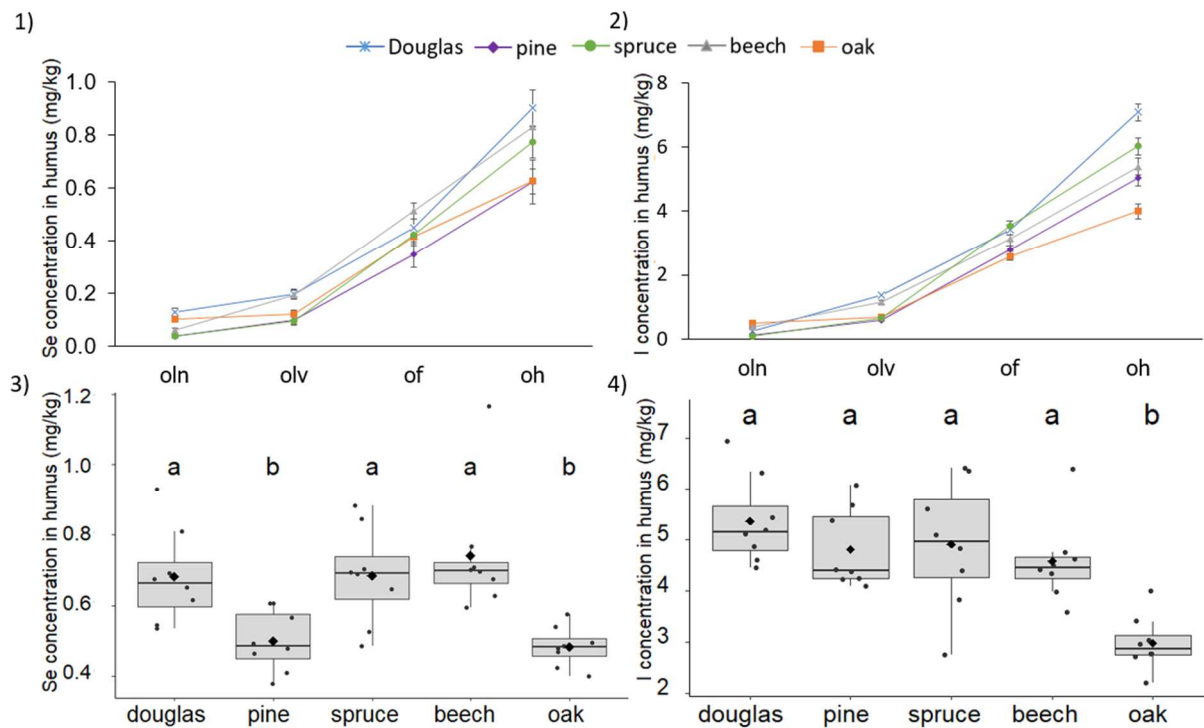 1)
2)
Douglas pine spruce beech oak
Se concentration in humus (mg/kg)
1.0
0.8
0.6
0.4
0.2
0.0
oln olv of oh
I concentration in humus (mg/kg)
8
6
4
2
0
oln olv of oh
3)
Se concentration in humus (mg/kg)
1.2
1.0
0.8
0.6
0.4
a b a a b
douglas pine spruce beech oak
4)
I concentration in humus (mg/kg)
7
6
5
4
3
2
a a a a b
douglas pine spruce beech oak